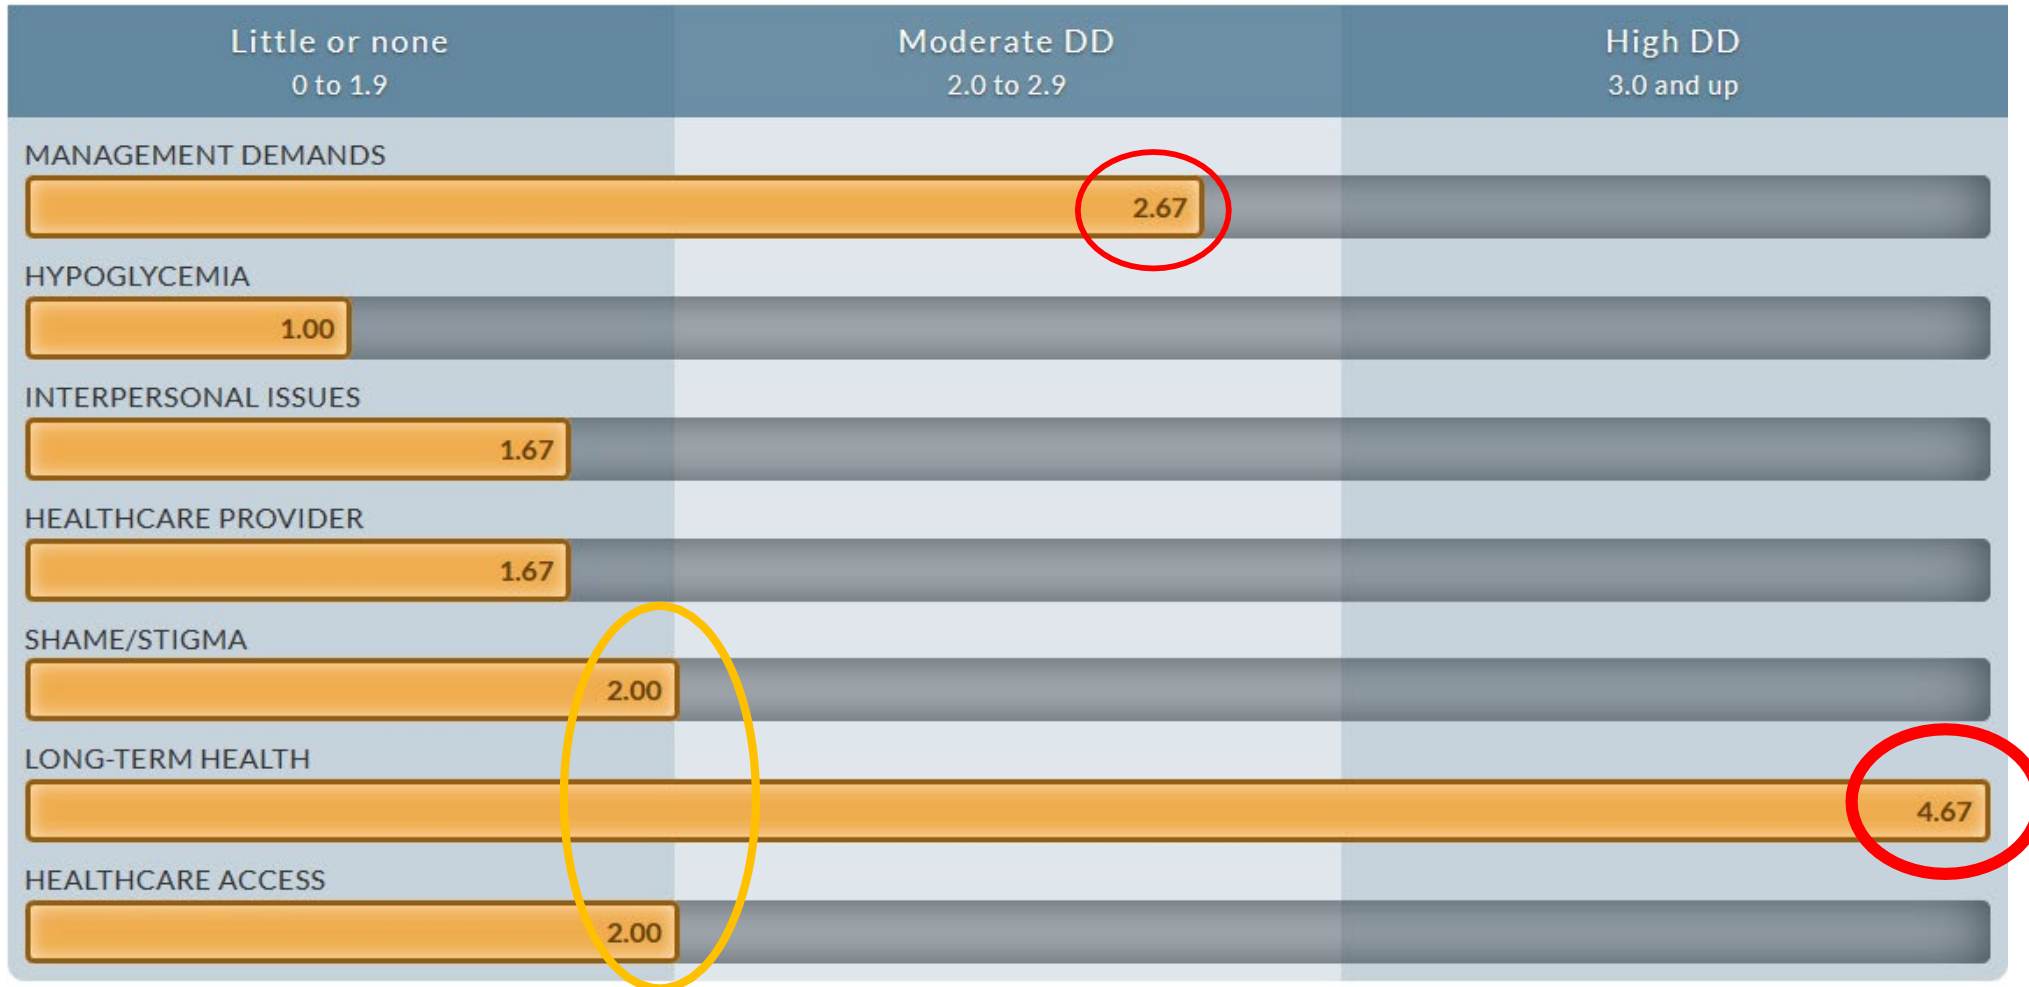 Little or none
0 to 1.9
Moderate DD
2.0 to 2.9
High DD
3.0 and up
MANAGEMENT DEMANDS
2.67
HYPOGLYCEMIA
1.00
INTERPERSONAL ISSUES
1.67
HEALTHCARE PROVIDER
1.67
SHAME/STIGMA
2.00
LONG-TERM HEALTH
4.67
HEALTHCARE ACCESS
2.00